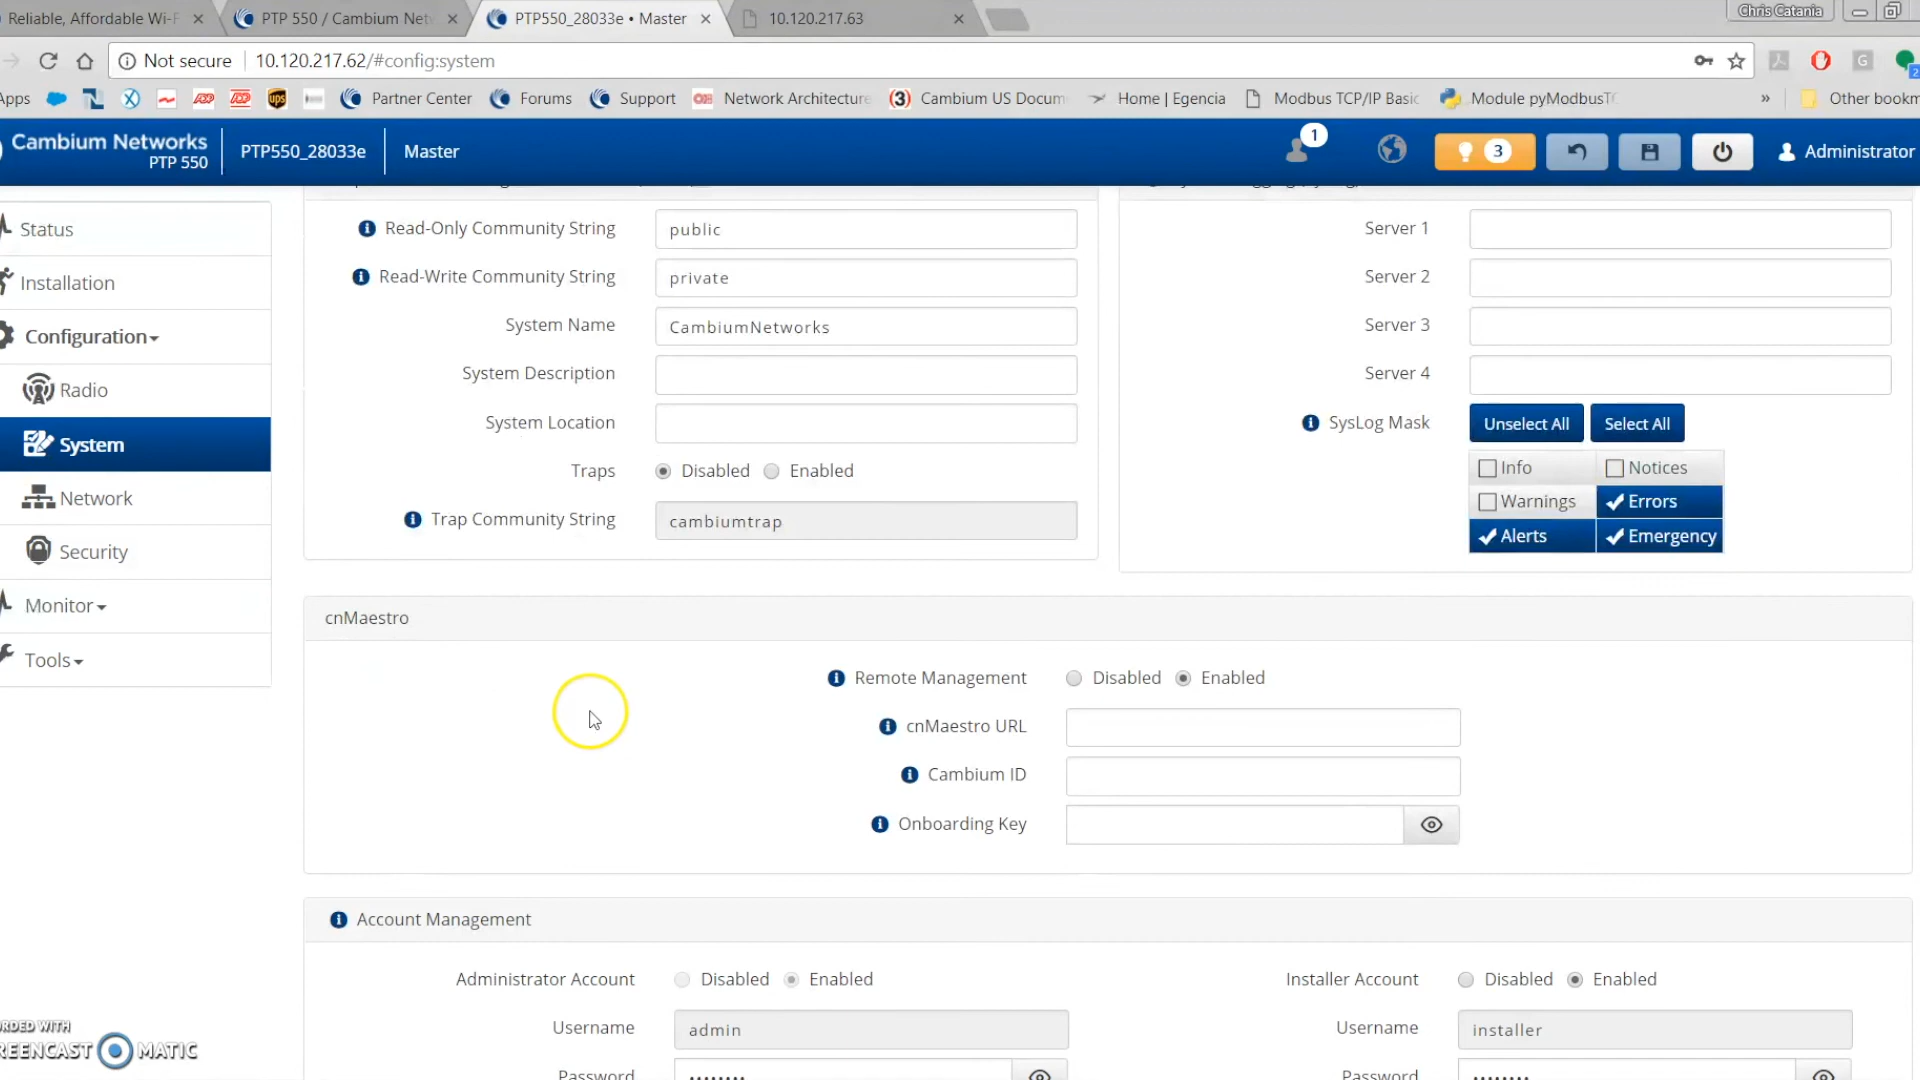 Reliable, Affordable Wi-F
PTP 550 / Cambium Net
PTP550_28033e • Master
10.120.217.63
Chris Catania
Not secure
10.120.217.62/#config:system
Apps
Partner Center
Forums
Support
Network Architecture
Cambium US Docum
Home | Egencia
Modbus TCP/IP Basic
Module pyModbusTC
»
Other bookm
Cambium Networks
PTP 550
PTP550_28033e
Master
1
3
Administrator
Status
Installation
Configuration
Radio
System
Network
Security
Monitor
Tools
Read-Only Community String
public
Read-Write Community String
private
System Name
CambiumNetworks
System Description
System Location
Traps
Disabled
Enabled
Trap Community String
cambiumtrap
Server 1
Server 2
Server 3
Server 4
SysLog Mask
Unselect All
Select All
Info
Notices
Warnings
Errors
Alerts
Emergency
cnMaestro
Remote Management
Disabled
Enabled
cnMaestro URL
Cambium ID
Onboarding Key
Account Management
Administrator Account
Disabled
Enabled
Username
admin
Password
Installer Account
Disabled
Enabled
Username
installer
Password
RDED WITH
REENCAST MATIC